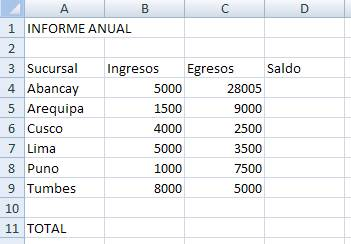 A B C D
1 INFORME ANUAL
2
3 Sucursal Ingresos Egresos Saldo
4 Abancay 5000 28005
5 Arequipa 1500 9000
6 Cusco 4000 2500
7 Lima 5000 3500
8 Puno 1000 7500
9 Tumbes 8000 5000
10
11 TOTAL